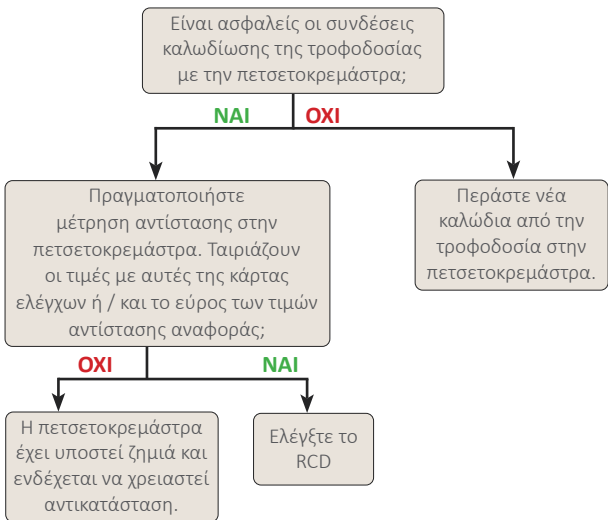 Είναι ασφαλείς οι συνδέσεις
καλωδίωσης της τροφοδοσίας
με την πετσετοκρεμάστρα;
ΝΑΙ ΟΧΙ
Πραγματοποιήστε
μέτρηση αντίστασης στην
πετσετοκρεμάστρα. Ταιριάζουν
οι τιμές με αυτές της κάρτας
ελέγχων ή / και το εύρος των τιμών
αντίστασης αναφοράς;
Περάστε νέα
καλώδια από την
τροφοδοσία στην
πετσετοκρεμάστρα.
ΟΧΙ ΝΑΙ
Η πετσετοκρεμάστρα
έχει υποστεί ζημιά και
ενδέχεται να χρειαστεί
αντικατάσταση.
Ελέγξτε το
RCD